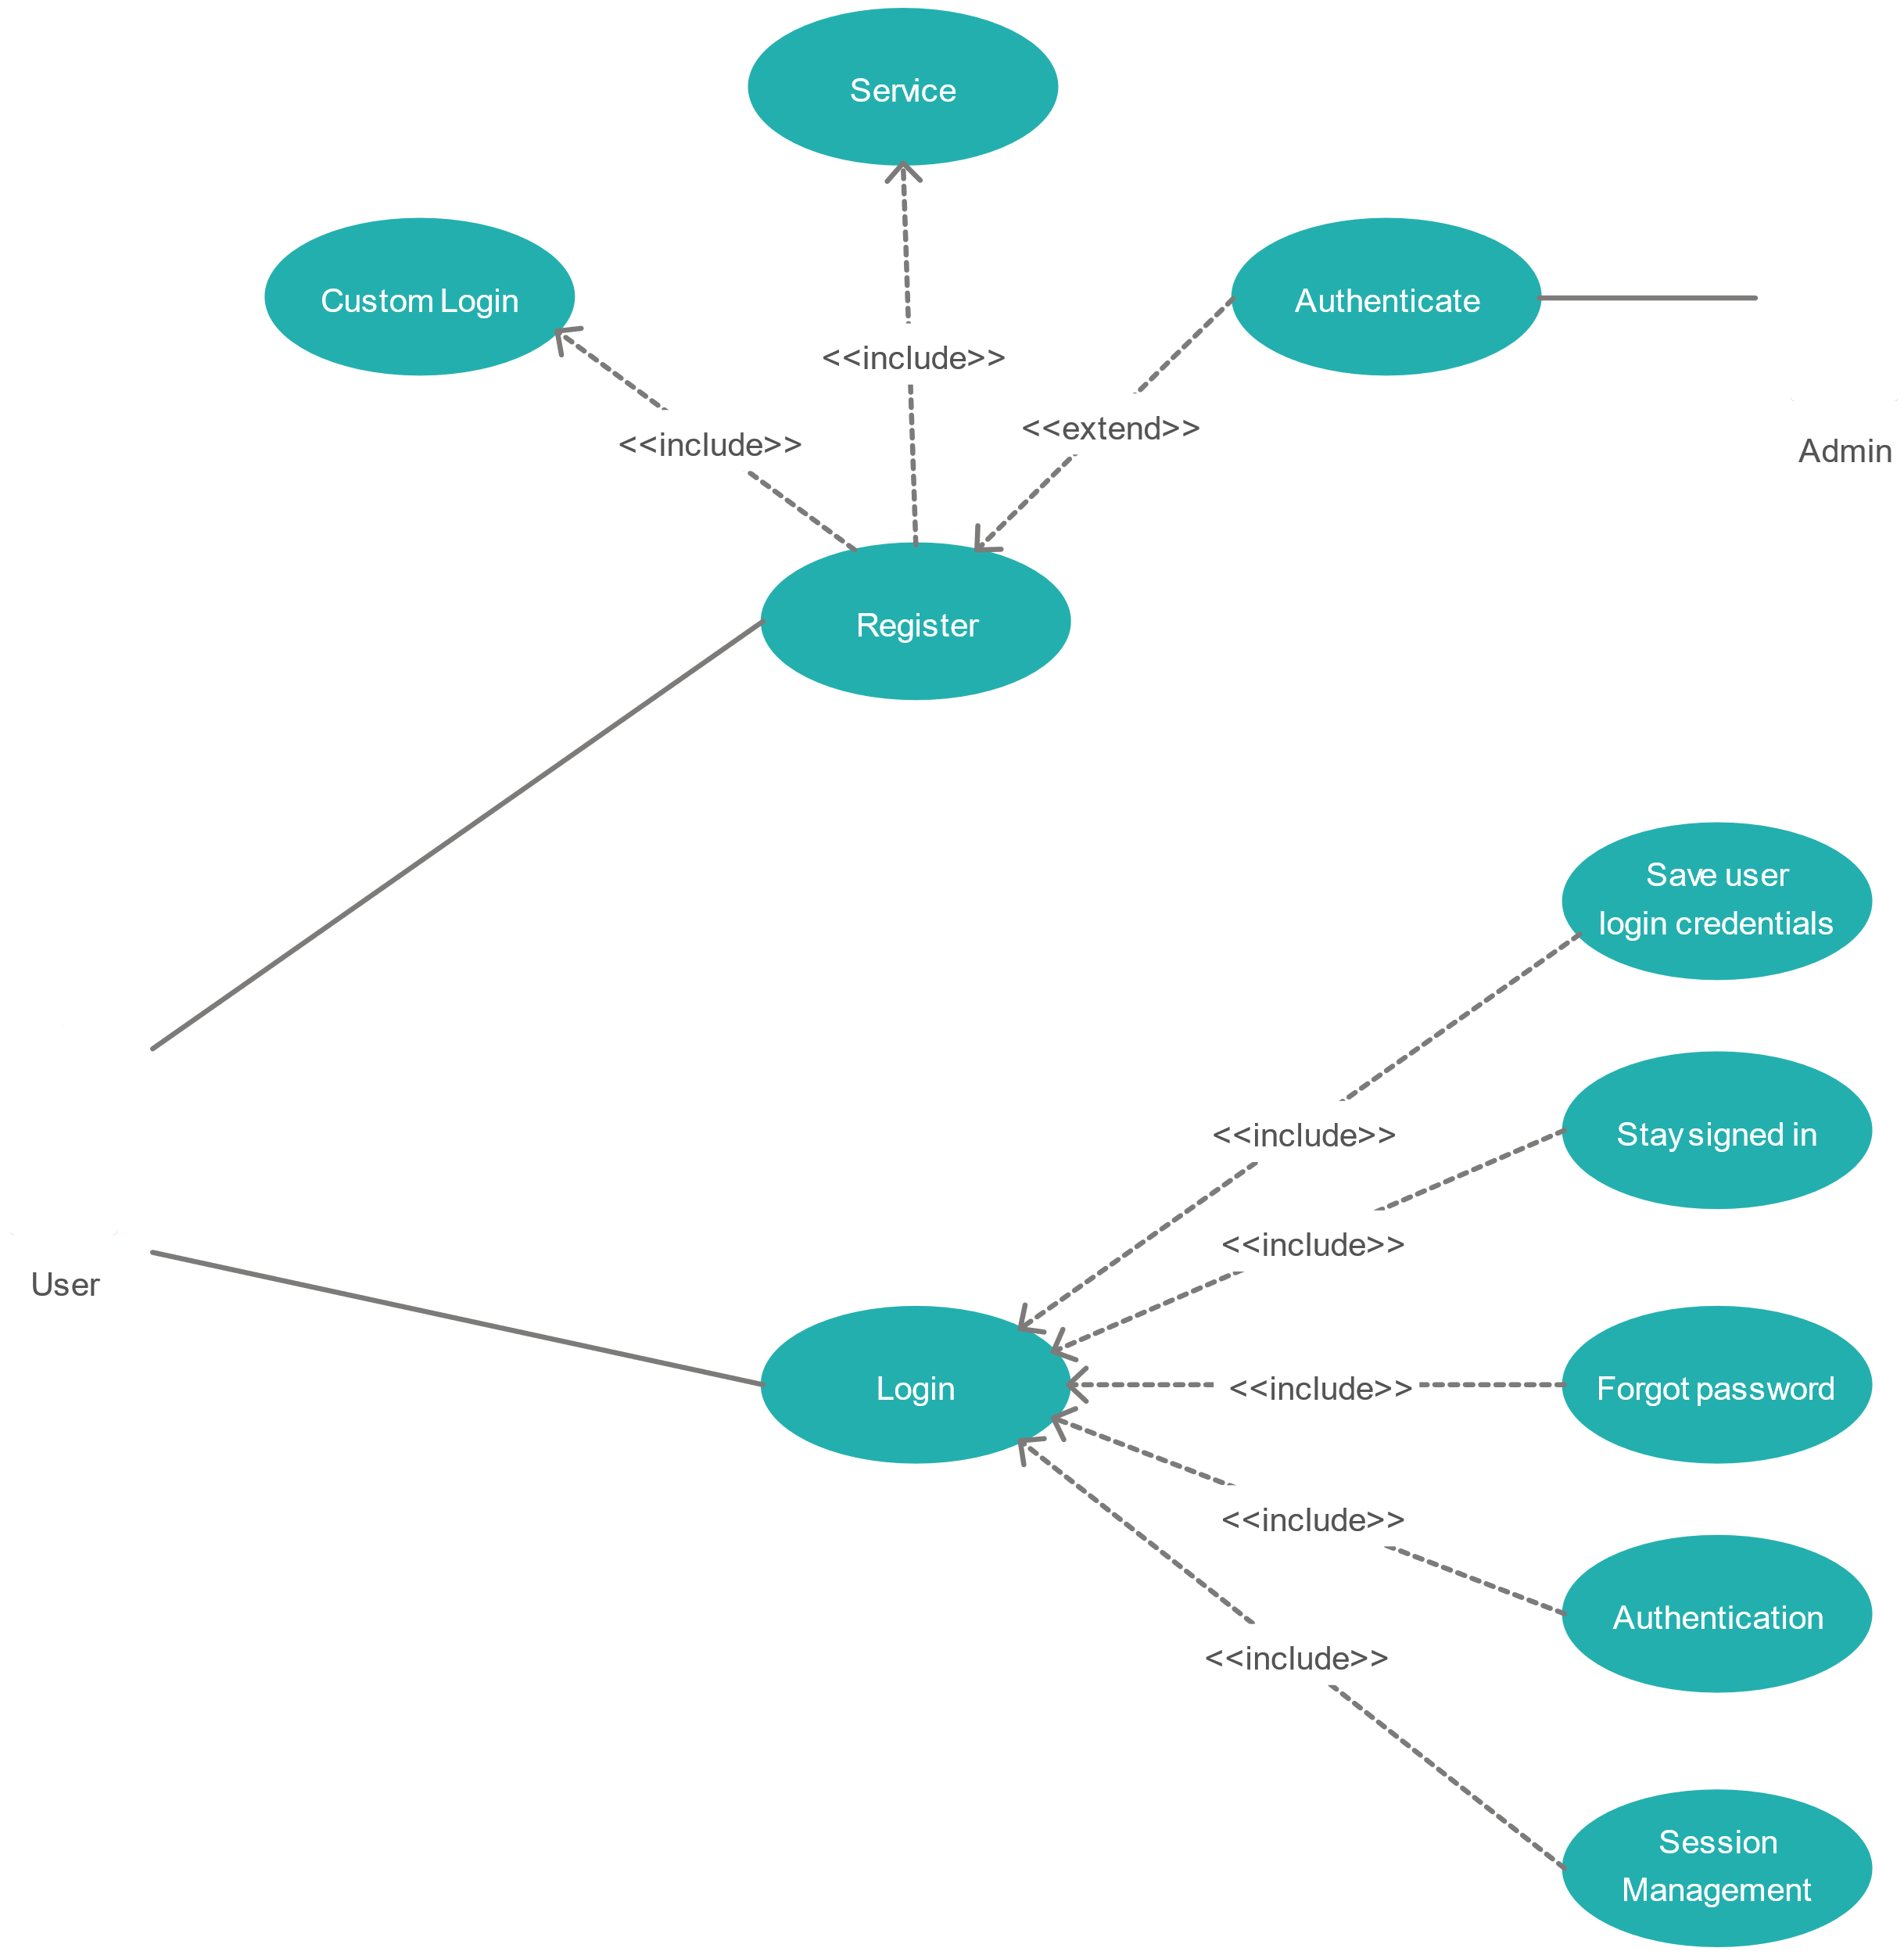 Service
Custom Login
Authenticate
<<include>>
<<extend>>
<<include>>
Admin
Register
Save user
login credentials
<<include>>
Stay signed in
<<include>>
User
Login
<<include>>
Forgot password
<<include>>
Authentication
<<include>>
Session
Management